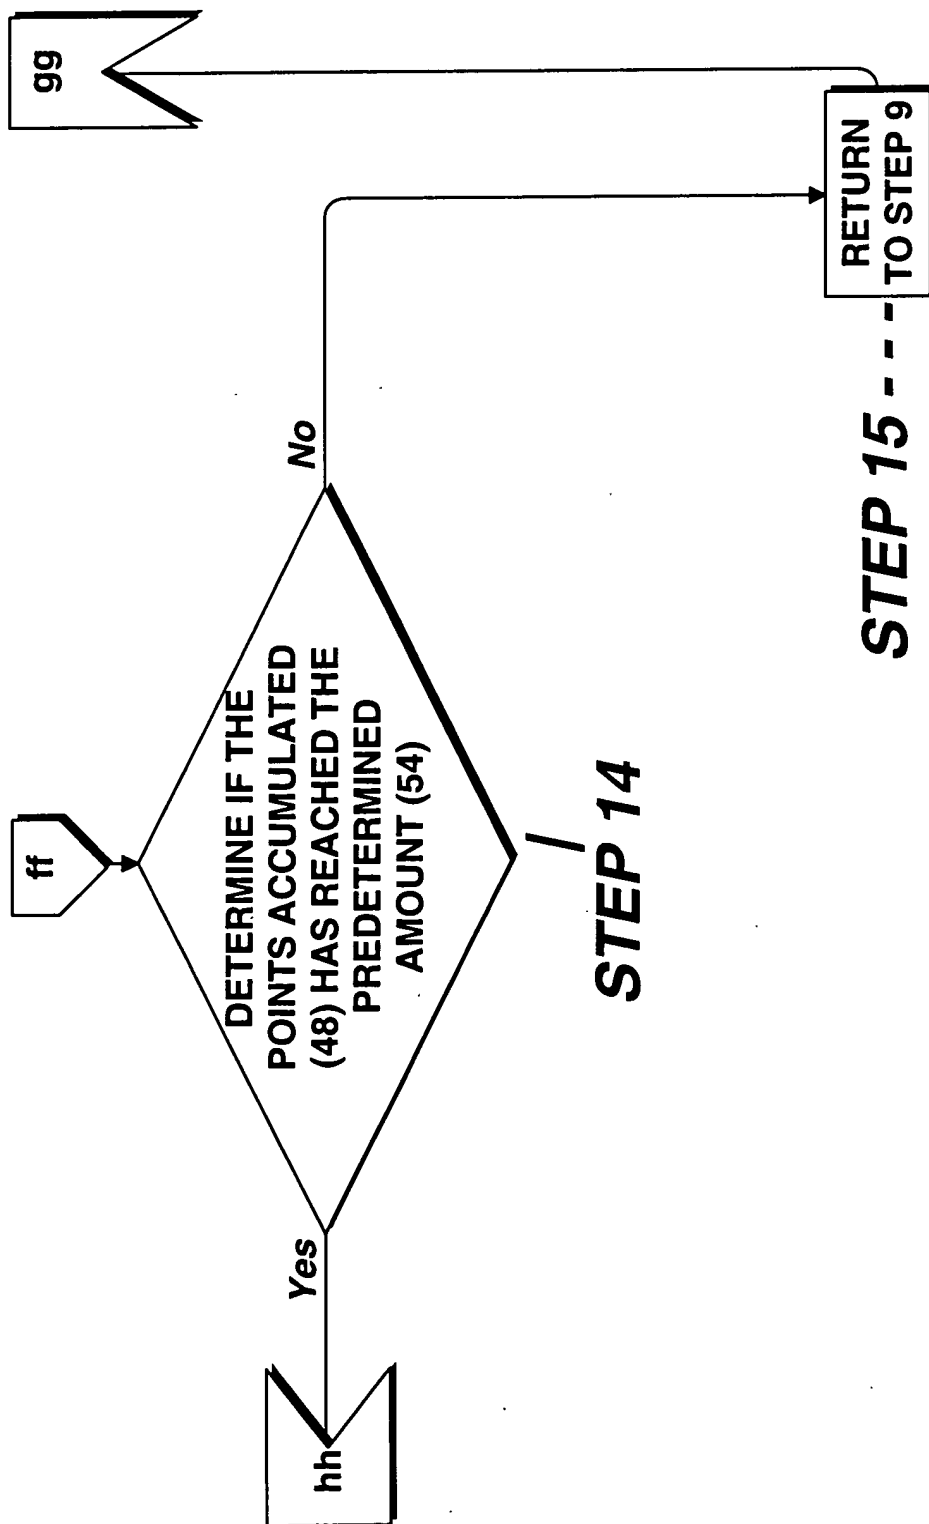 ff
gg
DETERMINE IF THE
POINTS ACCUMULATED
(48) HAS REACHED THE
PREDETERMINED
AMOUNT (54)
Yes
No
hh
STEP 14
RETURN
TO STEP 9
STEP 15